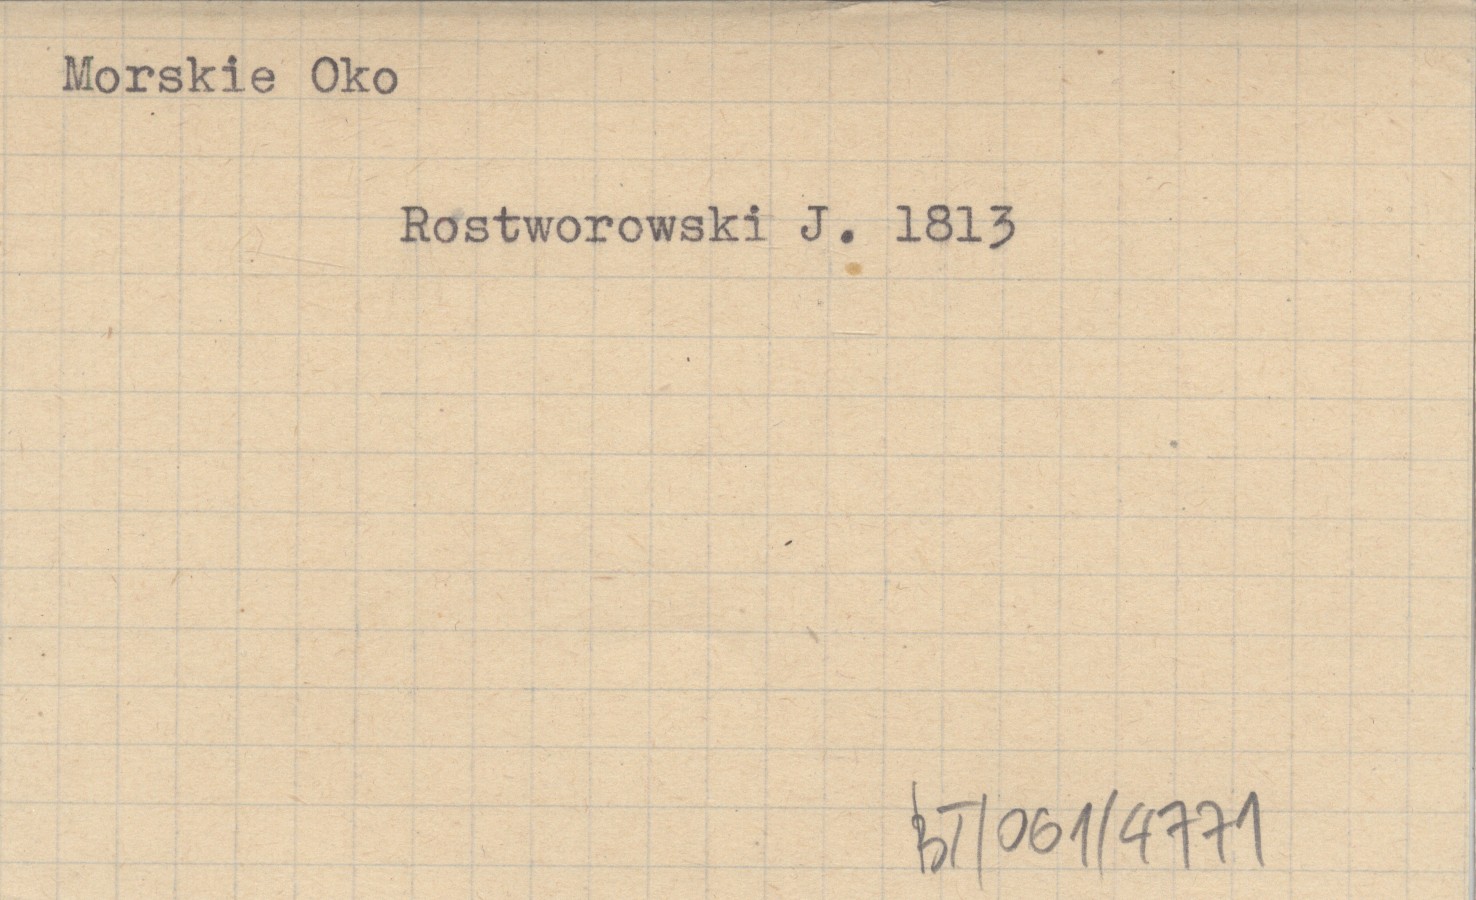 Morskie Oko
Rostworowski J. 1813
BT/061/4771